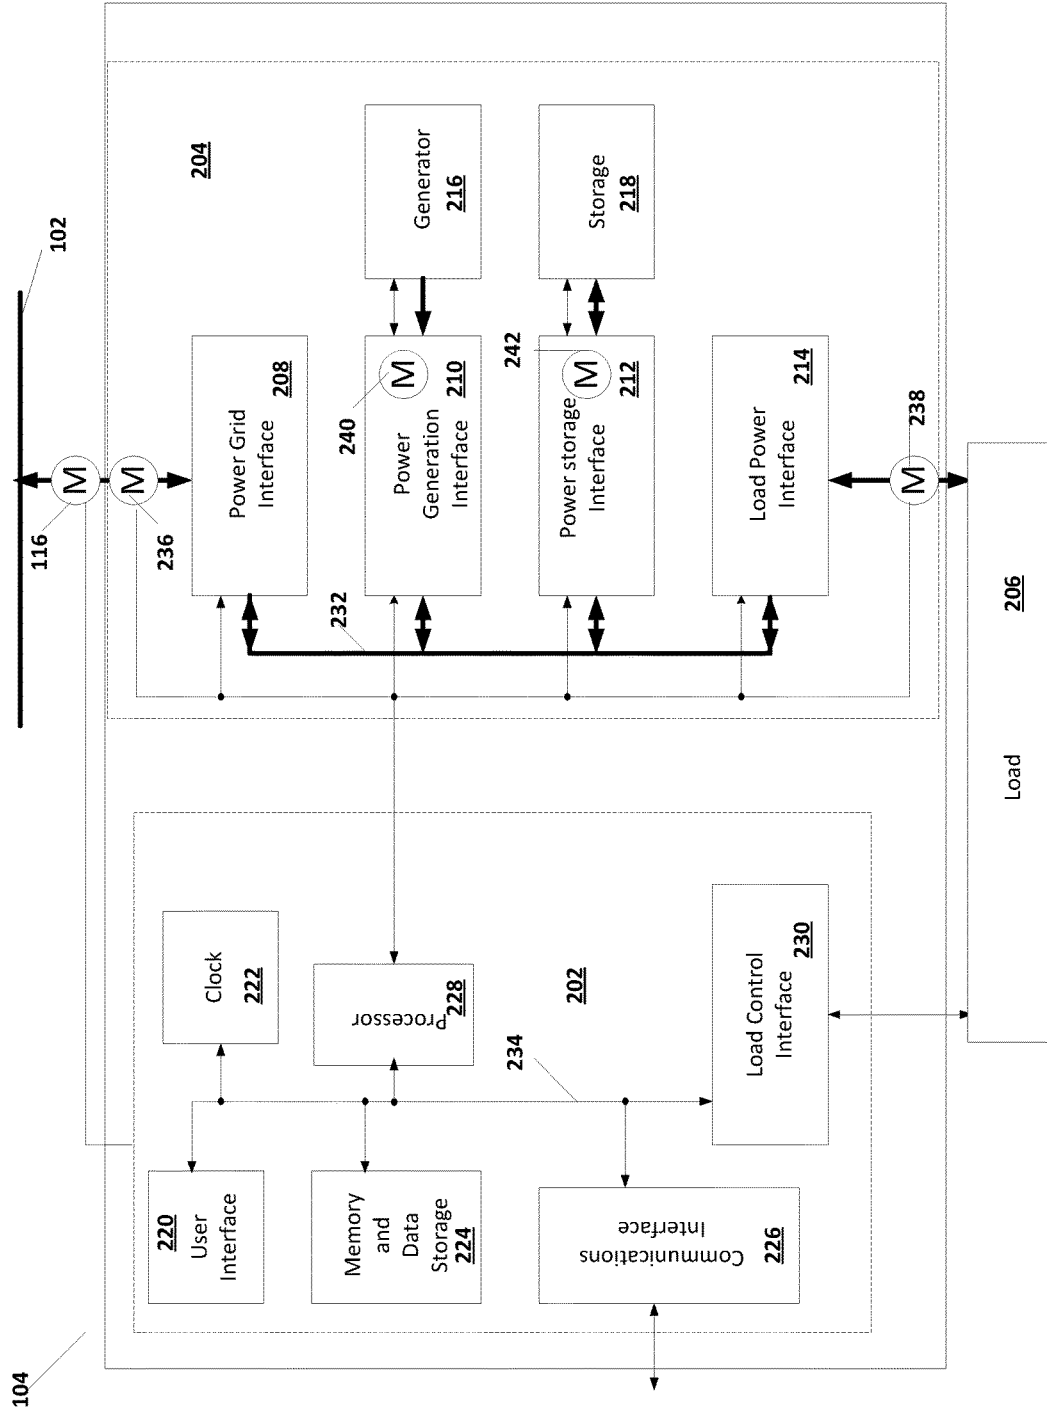 104
220
User
Interface
Clock
222
Memory
and
Data
Storage
224
Processor
228
Communications
Interface
226
234
202
Load Control
Interface
230
116
M
M
236
102
204
Power Grid
Interface
208
232
240
M
Power
Generation
Interface
210
Generator
216
242
M
Power storage
Interface
212
Storage
218
Load Power
Interface
214
M
238
Load
206